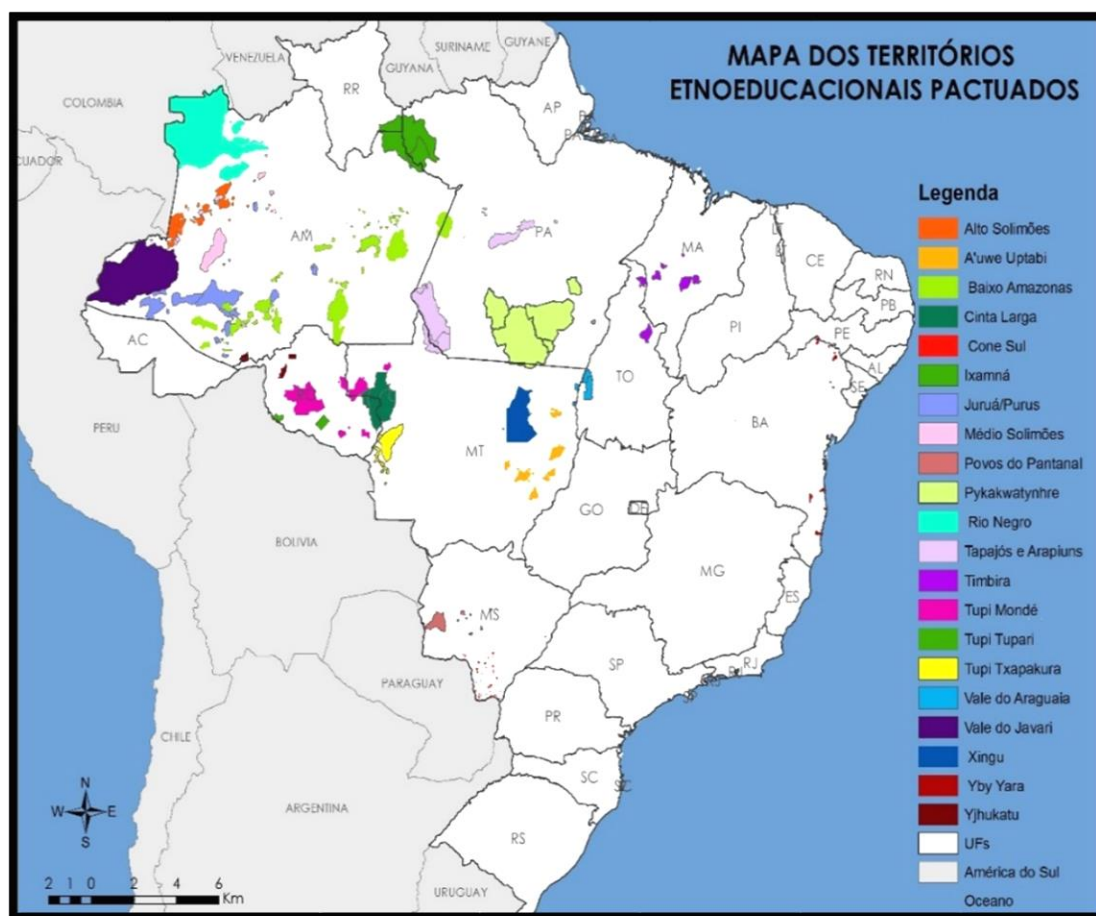 MAPA DOS TERRITÓRIOS
ETNOEDUCACIONAIS PACTUADOS
VENEZUELA
SURINAME
GUYANE
GUYANA
COLOMBIA
RR
AP
CUADOR
AM
PA
MA
CE
RN
PB
PI
PE
AL
SE
AC
TO
BA
PERU
MT
GO
DF
BOLIVIA
MG
ES
MS
SP
RJ
PARAGUAY
PR
CHILE
SC
ARGENTINA
RS
URUGUAY
N
W E
S
2 1 0 2 4 6
Km
Legenda
Alto Solimões
A'uwe Uptabi
Baixo Amazonas
Cinta Larga
Cone Sul
Ixamná
Juruá/Purus
Médio Solimões
Povos do Pantanal
Pykakwatynhre
Rio Negro
Tapajós e Arapiuns
Timbira
Tupi Mondé
Tupi Tupari
Tupi Txapakura
Vale do Araguaia
Vale do Javari
Xingu
Yby Yara
Yjhukatu
UFs
América do Sul
Oceano